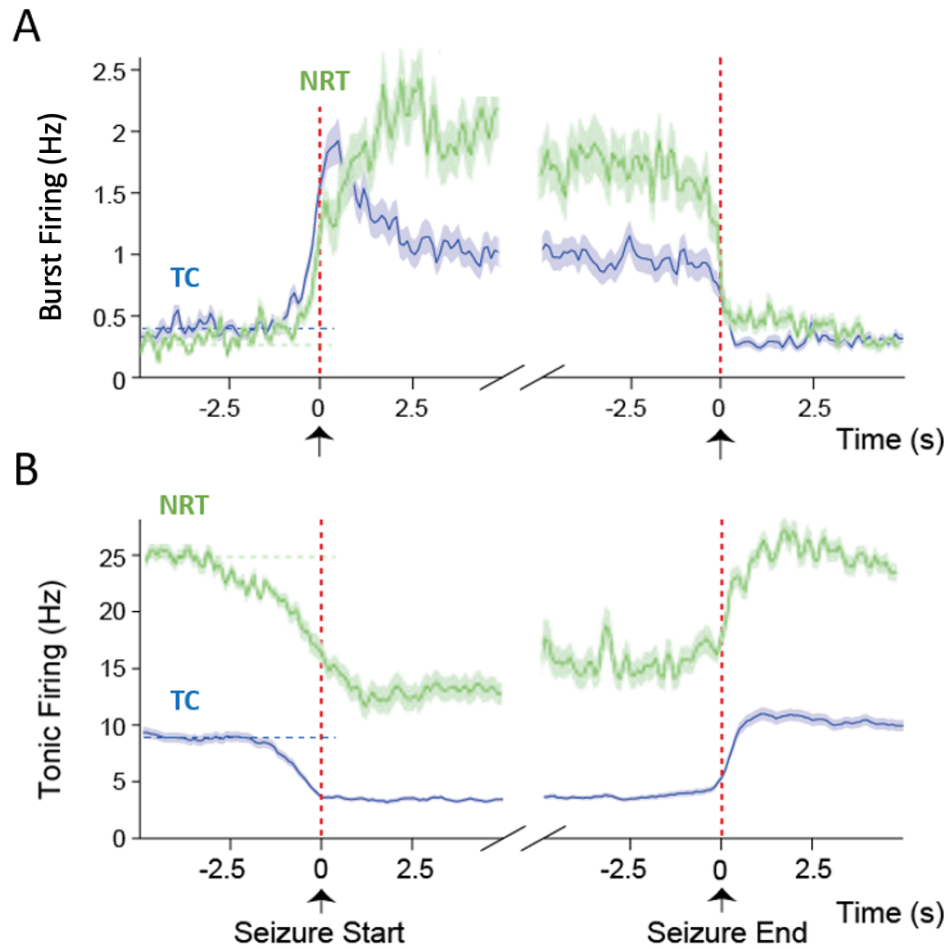 A
Burst Firing (Hz)
2.5
2
1.5
1
0.5
0
NRT
TC
-2.5 0 2.5 -2.5 0 2.5
Time (s)
B
Tonic Firing (Hz)
NRT
25
20
15
10
5
0
TC
-2.5 0 2.5 -2.5 0 2.5
Time (s)
Seizure Start Seizure End